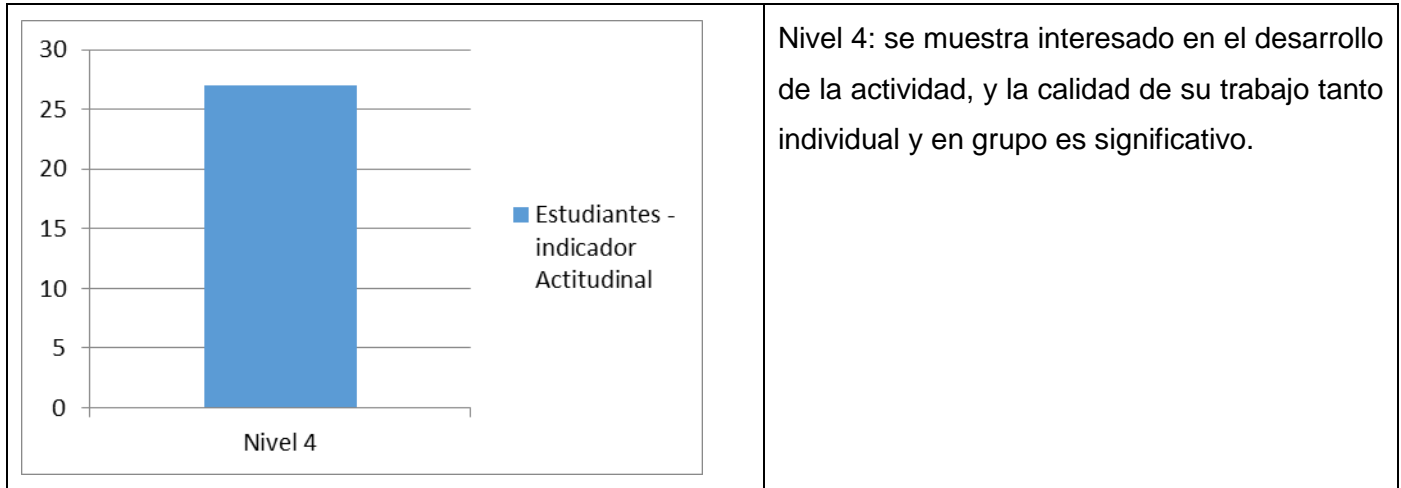 30
25
20
15
10
5
0
Nivel 4
Estudiantes -
indicador
Actitudinal
Nivel 4: se muestra interesado en el desarrollo
de la actividad, y la calidad de su trabajo tanto
individual y en grupo es significativo.